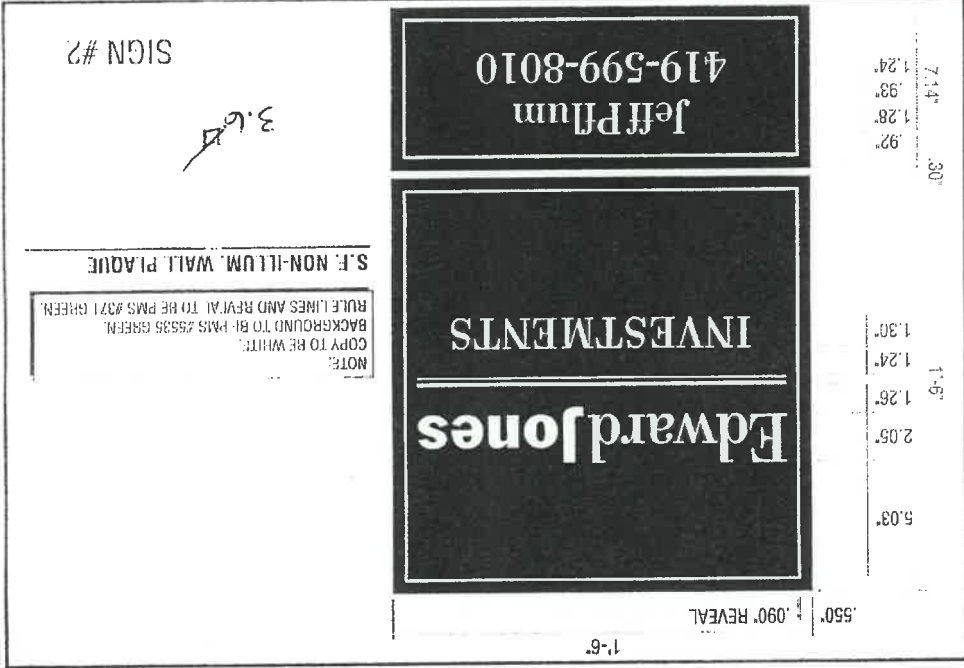 1'-6"
.550"
.090" REVEAL
5.03"
2.05"
1.26"
1.24"
1.30"
1'-6"
EdwardJones
INVESTMENTS
NOTE:
COPY TO BE WHITE.
BACKGROUND TO BE PMS #5535 GREEN.
RULE LINES AND REVEAL TO BE PMS #371 GREEN.
S.F. NON-ILLUM. WALL PLAQUE
.30"
.92"
1.28"
.93"
1.24"
7.14"
Jeff Pflum
419-599-8010
3.6
SIGN #2